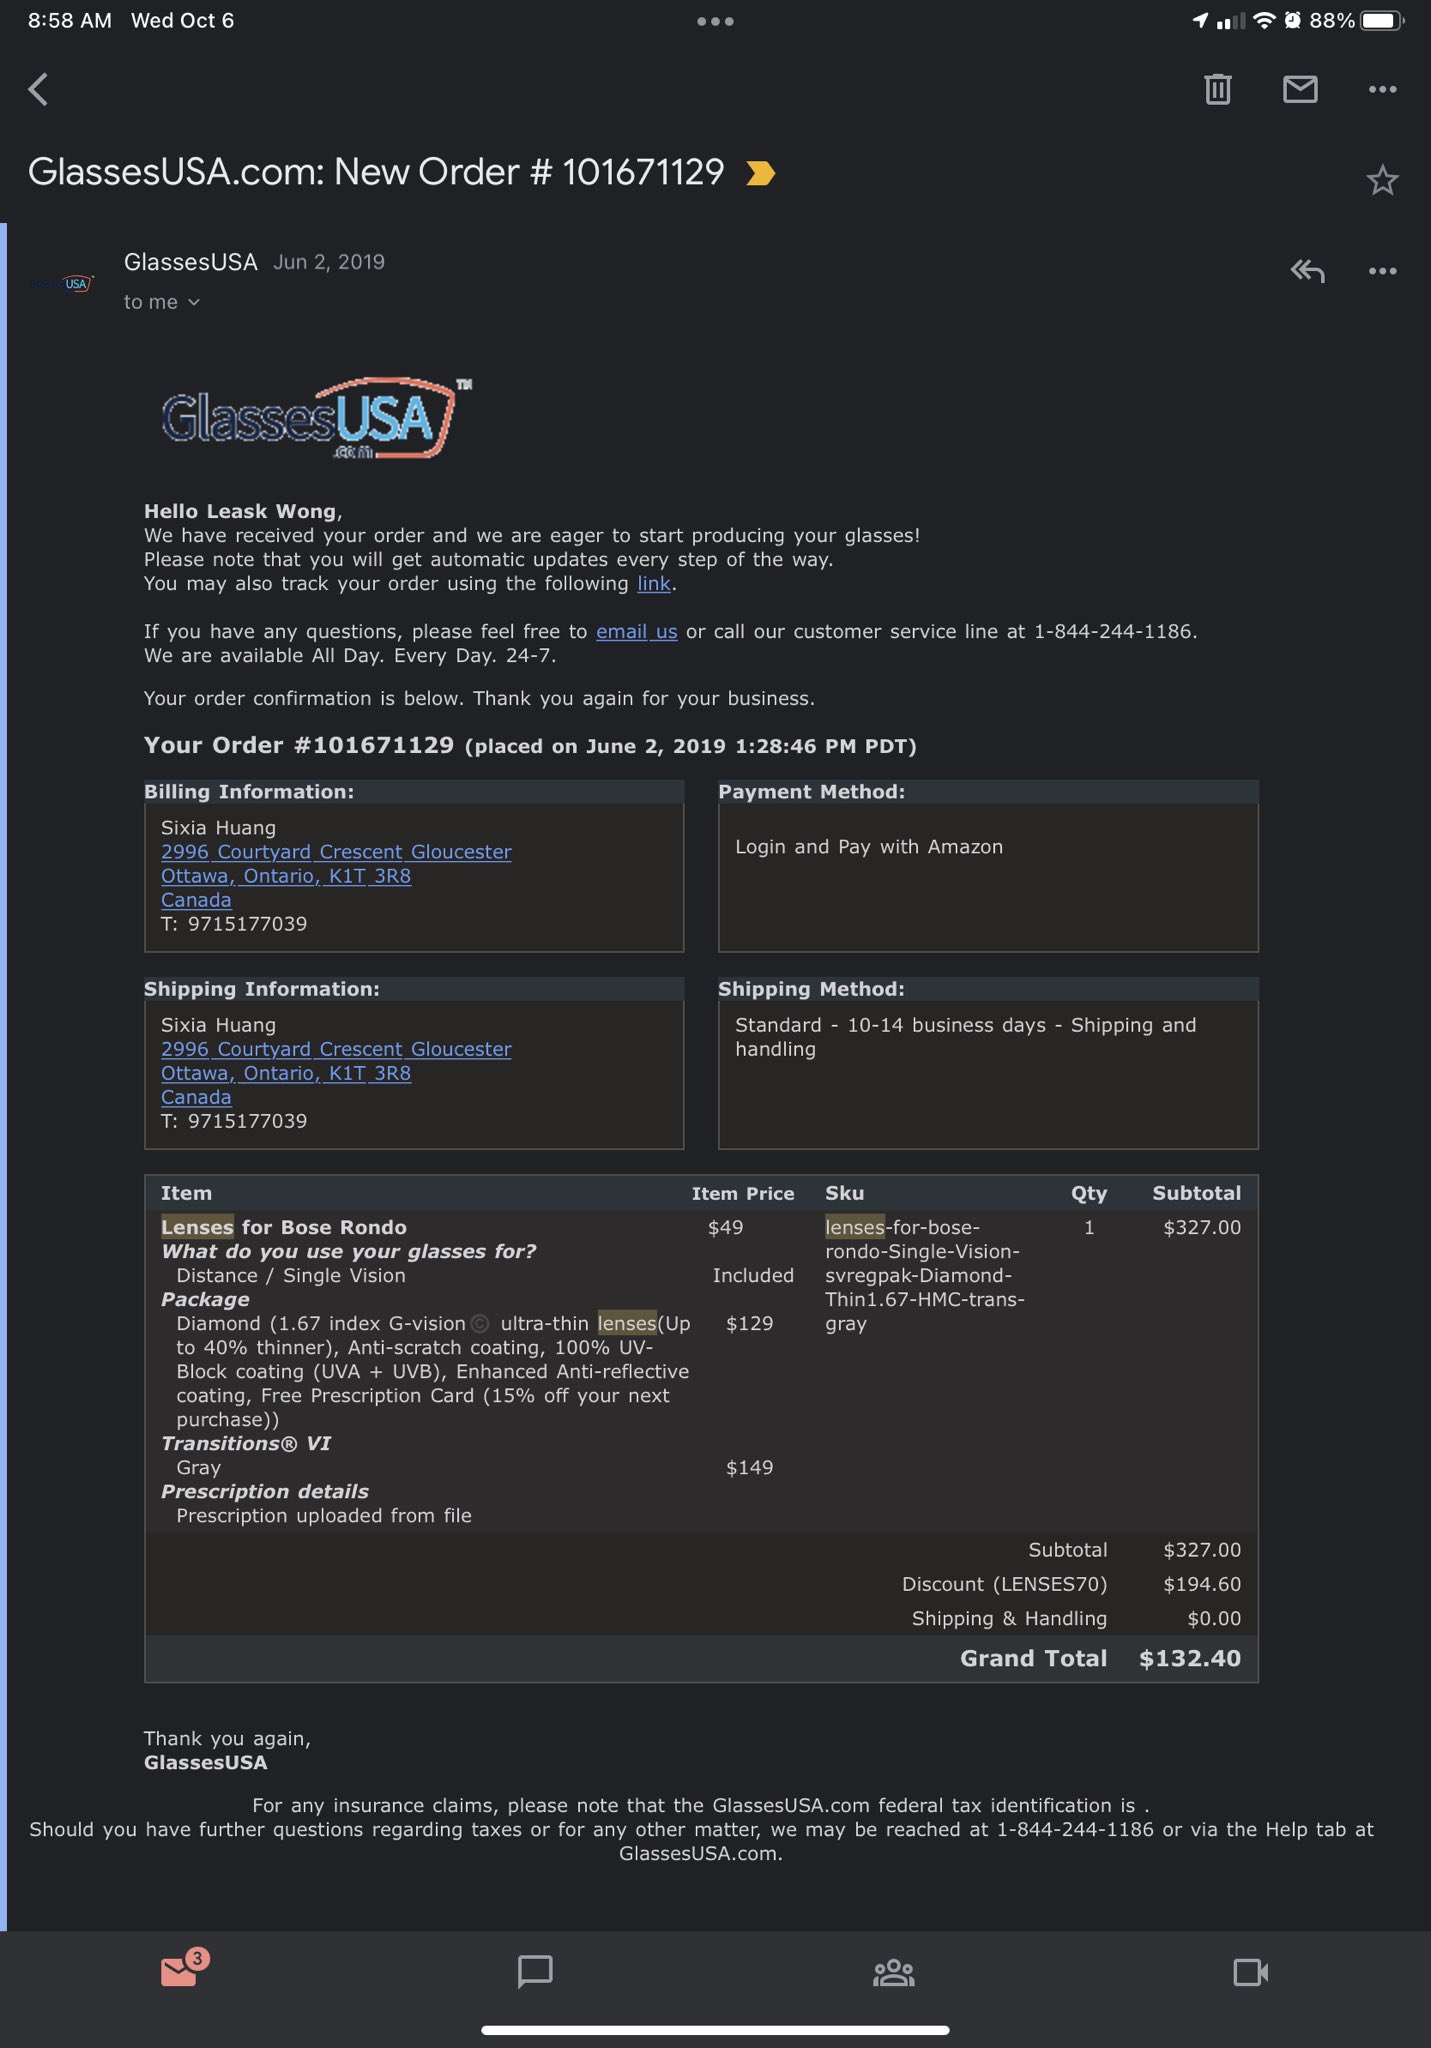 8:58 AM Wed Oct 6
88%
GlassesUSA.com: New Order # 101671129
USA
GlassesUSA Jun 2, 2019
to me
GlassesUSA™
.com
Hello Leask Wong,
We have received your order and we are eager to start producing your glasses!
Please note that you will get automatic updates every step of the way.
You may also track your order using the following link.
If you have any questions, please feel free to email us or call our customer service line at 1-844-244-1186.
We are available All Day. Every Day. 24-7.
Your order confirmation is below. Thank you again for your business.
Your Order #101671129 (placed on June 2, 2019 1:28:46 PM PDT)
Billing Information:
Sixia Huang
2996 Courtyard Crescent Gloucester
Ottawa, Ontario, K1T 3R8
Canada
T: 9715177039
Payment Method:
Login and Pay with Amazon
Shipping Information:
Sixia Huang
2996 Courtyard Crescent Gloucester
Ottawa, Ontario, K1T 3R8
Canada
T: 9715177039
Shipping Method:
Standard - 10-14 business days - Shipping and
handling
Item Item Price Sku Qty Subtotal
Lenses for Bose Rondo $49 lenses-for-bose- 1 $327.00
What do you use your glasses for? rondo-Single-Vision-
Distance / Single Vision Included svregpak-Diamond-
Package Thin1.67-HMC-trans-
Diamond (1.67 index G-vision© ultra-thin lenses(Up $129 gray
to 40% thinner), Anti-scratch coating, 100% UV-
Block coating (UVA + UVB), Enhanced Anti-reflective
coating, Free Prescription Card (15% off your next
purchase))
Transitions® VI
Gray $149
Prescription details
Prescription uploaded from file
Subtotal $327.00
Discount (LENSES70) $194.60
Shipping & Handling $0.00
Grand Total $132.40
Thank you again,
GlassesUSA
For any insurance claims, please note that the GlassesUSA.com federal tax identification is .
Should you have further questions regarding taxes or for any other matter, we may be reached at 1-844-244-1186 or via the Help tab at
GlassesUSA.com.
3